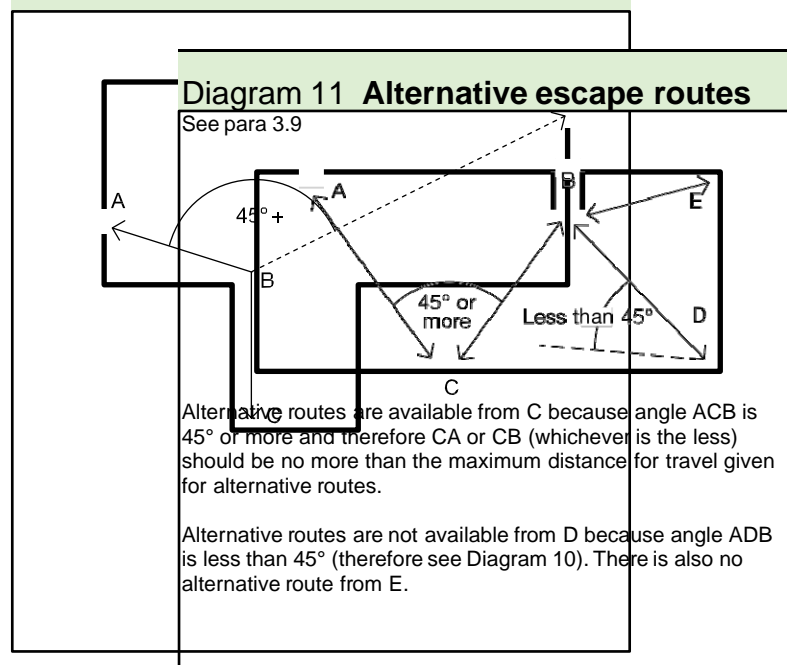 Diagram 11 Alternative escape routes
See para 3.9
A
45° +
B
C
A
B
E
45° or
more
Less than 45°
D
C
Alternative routes are available from C because angle ACB is
45° or more and therefore CA or CB (whichever is the less)
should be no more than the maximum distance for travel given
for alternative routes.
Alternative routes are not available from D because angle ADB
is less than 45° (therefore see Diagram 10). There is also no
alternative route from E.